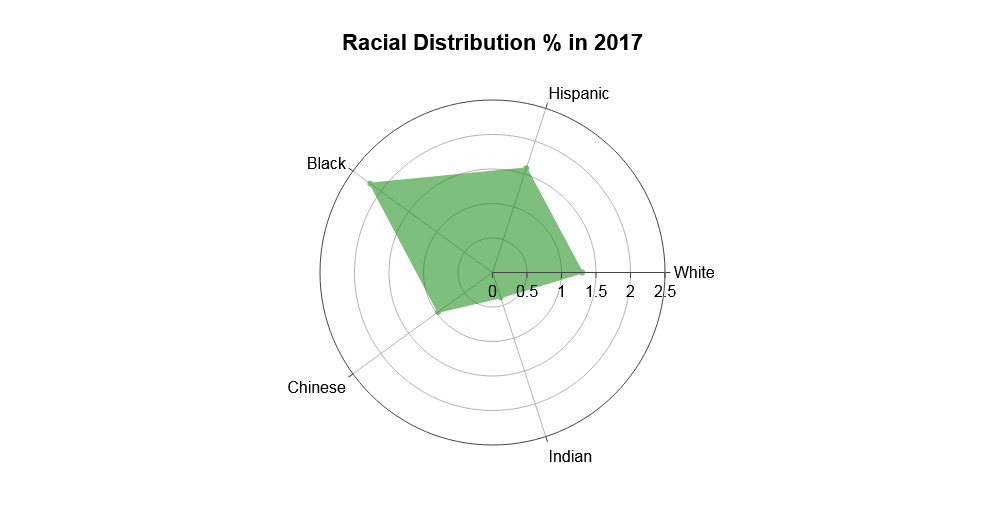 Racial Distribution % in 2017
Hispanic
Black
White
0 0.5 1 1.5 2 2.5
Chinese
Indian